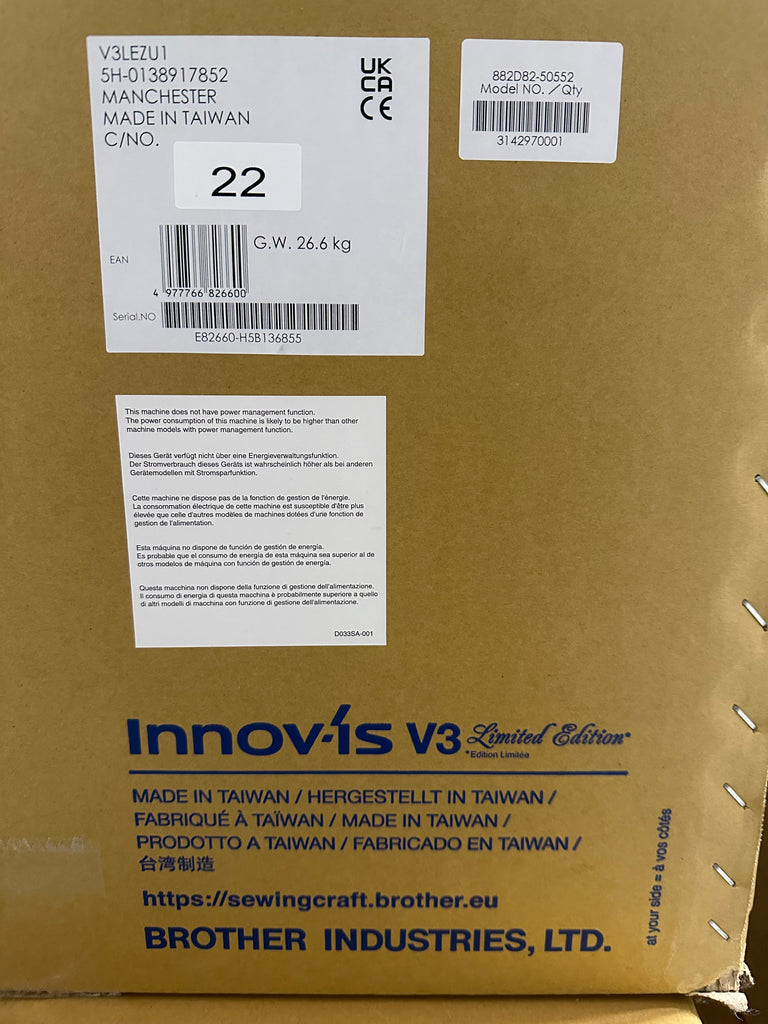 V3LEZU1
5H-0138917852
MANCHESTER
MADE IN TAIWAN
C/NO.
22
UK
CA
CE
G.W. 26.6 kg
EAN
4 977766 826600
Serial.NO
E82660-H5B136855
882D82-50552
Model NO. / Qty
3142970001
This machine does not have power management function.
The power consumption of this machine is likely to be higher than other
machine models with power management function.
Dieses Gerät verfügt nicht über eine Energieverwaltungsfunktion.
Der Stromverbrauch dieses Geräts ist wahrscheinlich höher als bei anderen
Gerätemodellen mit Stromsparfunktion.
Cette machine ne dispose pas de la fonction de gestion de l'énergie.
La consommation électrique de cette machine est susceptible d'être plus
élevée que celle d'autres modèles de machines dotées d'une fonction de
gestion de l'alimentation.
Esta máquina no dispone de función de gestión de energía.
Es probable que el consumo de energía de esta máquina sea superior al de
otros modelos de máquina con función de gestión de energía.
Questa macchina non dispone della funzione di gestione dell'alimentazione.
Il consumo di energia di questa macchina è probabilmente superiore a quello
di altri modelli di macchina con funzione di gestione dell'alimentazione.
D033SA-001
Innov-ís V3 Limited Edition*
*Edition Limitée
MADE IN TAIWAN / HERGESTELLT IN TAIWAN /
FABRIQUÉ À TAÏWAN / MADE IN TAIWAN /
PRODOTTO A TAIWAN / FABRICADO EN TAIWAN /
台湾制造
https://sewingcraft.brother.eu
BROTHER INDUSTRIES, LTD.
at your side = à vos côtés